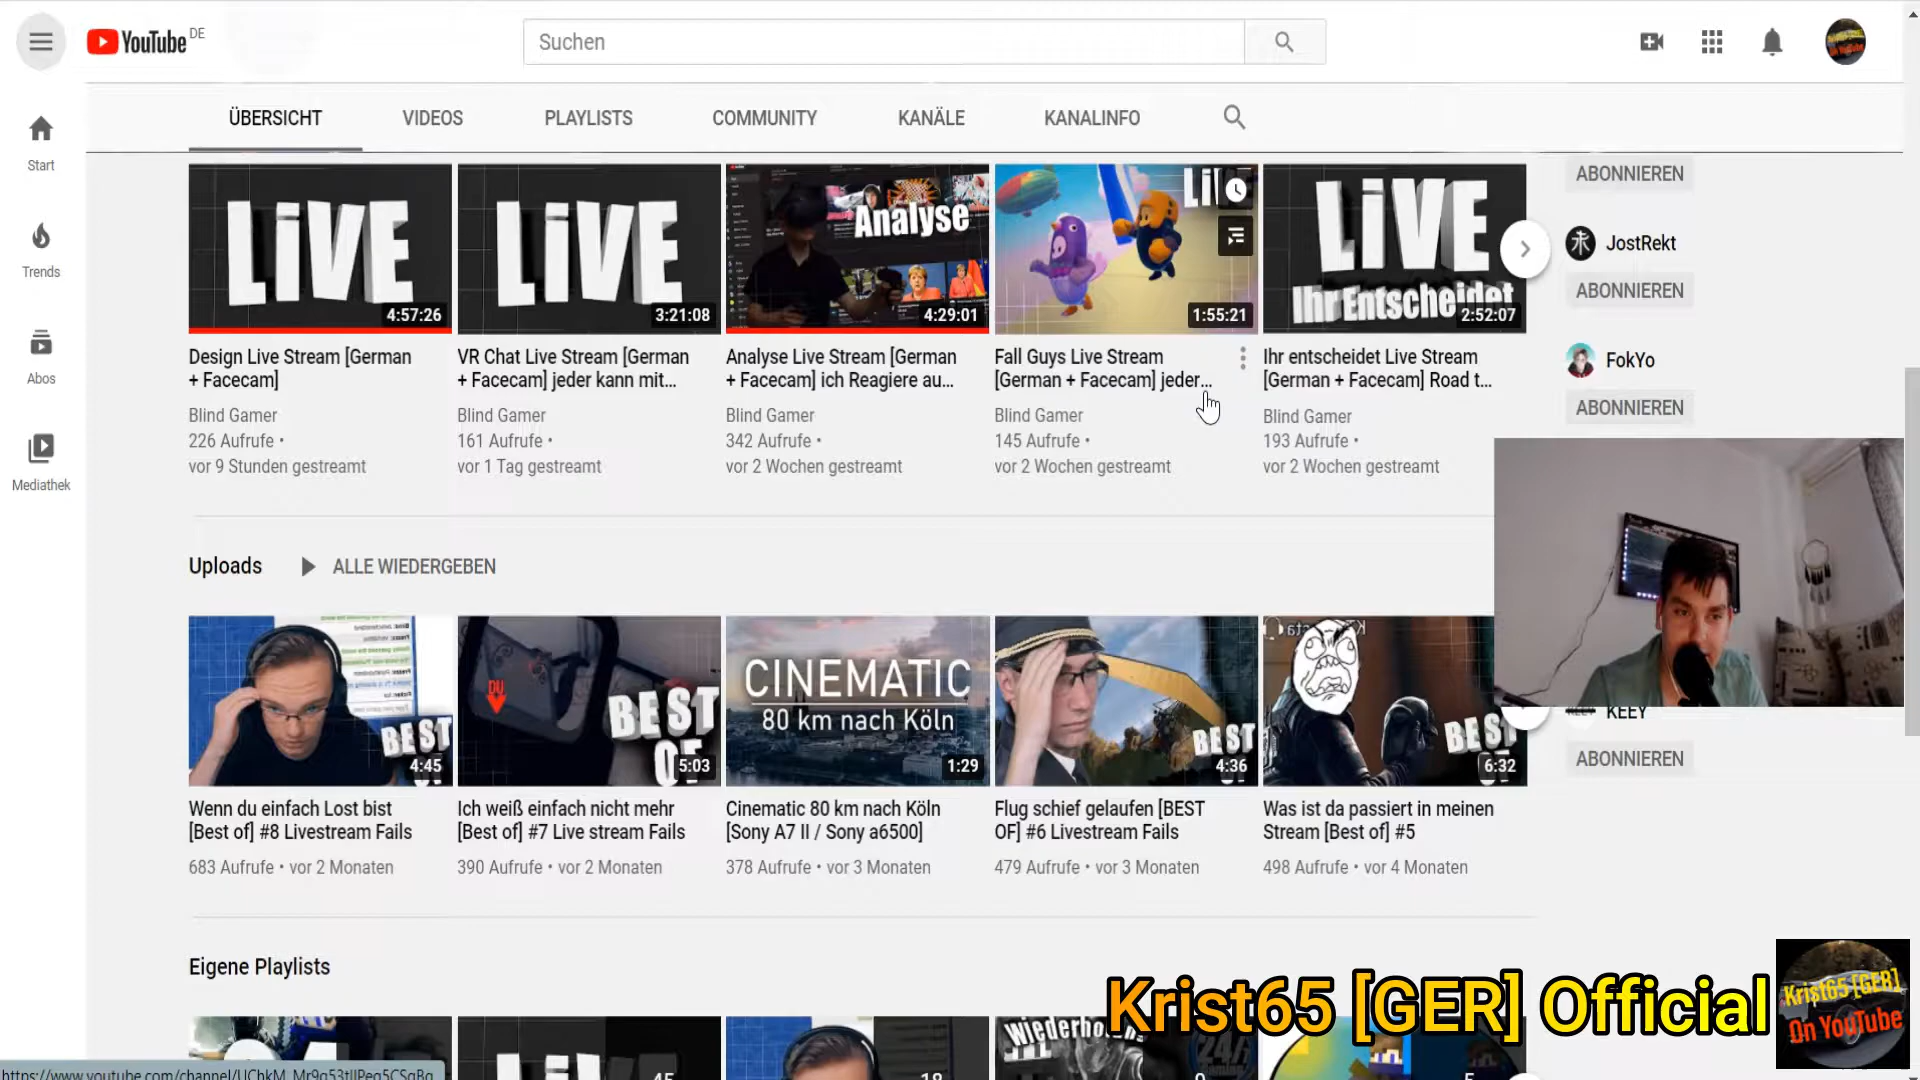 YouTube DE
Suchen
Start
Trends
Abos
Mediathek
ÜBERSICHT
VIDEOS
PLAYLISTS
COMMUNITY
KANÄLE
KANALINFO
LiVE
4:57:26
Design Live Stream [German
+ Facecam]
Blind Gamer
226 Aufrufe •
vor 9 Stunden gestreamt
LiVE
3:21:08
VR Chat Live Stream [German
+ Facecam] jeder kann mit...
Blind Gamer
161 Aufrufe •
vor 1 Tag gestreamt
Analyse
4:29:01
Analyse Live Stream [German
+ Facecam] ich Reagiere au...
Blind Gamer
342 Aufrufe •
vor 2 Wochen gestreamt
1:55:21
Fall Guys Live Stream
[German + Facecam] jeder...
Blind Gamer
145 Aufrufe •
vor 2 Wochen gestreamt
LiVE
Ihr Entscheidet
2:52:07
Ihr entscheidet Live Stream
[German + Facecam] Road t...
Blind Gamer
193 Aufrufe •
vor 2 Wochen gestreamt
ABONNIEREN
JostRekt
ABONNIEREN
FokYo
ABONNIEREN
KEEY
ABONNIEREN
Uploads
ALLE WIEDERGEBEN
BEST
4:45
Wenn du einfach Lost bist
[Best of] #8 Livestream Fails
683 Aufrufe • vor 2 Monaten
DU
BEST
OF
5:03
Ich weiß einfach nicht mehr
[Best of] #7 Live stream Fails
390 Aufrufe • vor 2 Monaten
CINEMATIC
80 km nach Köln
1:29
Cinematic 80 km nach Köln
[Sony A7 II / Sony a6500]
378 Aufrufe • vor 3 Monaten
BEST
4:36
Flug schief gelaufen [BEST
OF] #6 Livestream Fails
479 Aufrufe • vor 3 Monaten
BEST
6:32
Was ist da passiert in meinen
Stream [Best of] #5
498 Aufrufe • vor 4 Monaten
Eigene Playlists
Krist65 [GER] Official
Krist65 [GER]
On YouTube